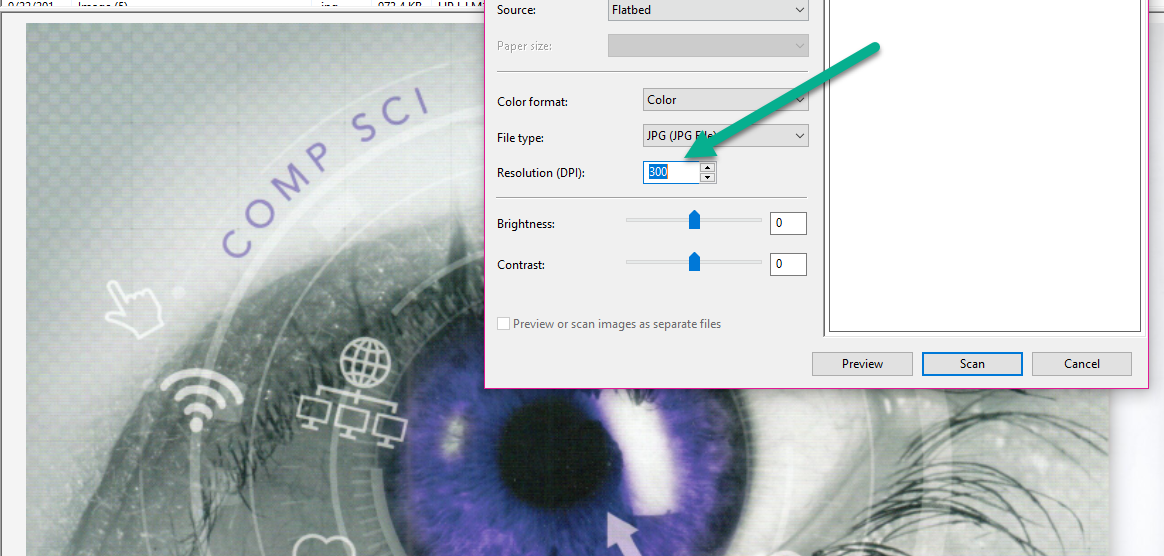 Source: Flatbed
Paper size:
COMP SCI
Color format: Color
File type: JPG (JPG File)
Resolution (DPI): 300
Brightness: 0
Contrast: 0
Preview or scan images as separate files
Preview Scan Cancel